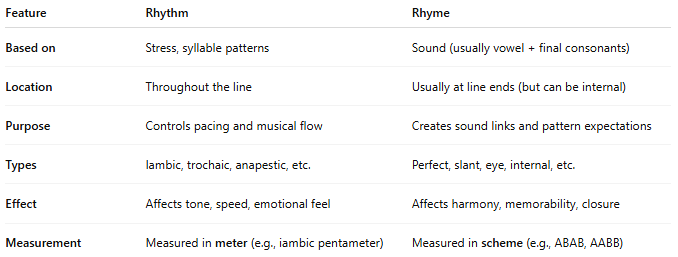 Feature Rhythm Rhyme
Based on Stress, syllable patterns Sound (usually vowel + final consonants)
Location Throughout the line Usually at line ends (but can be internal)
Purpose Controls pacing and musical flow Creates sound links and pattern expectations
Types Iambic, trochaic, anapestic, etc. Perfect, slant, eye, internal, etc.
Effect Affects tone, speed, emotional feel Affects harmony, memorability, closure
Measurement Measured in meter (e.g., iambic pentameter) Measured in scheme (e.g., ABAB, AABB)